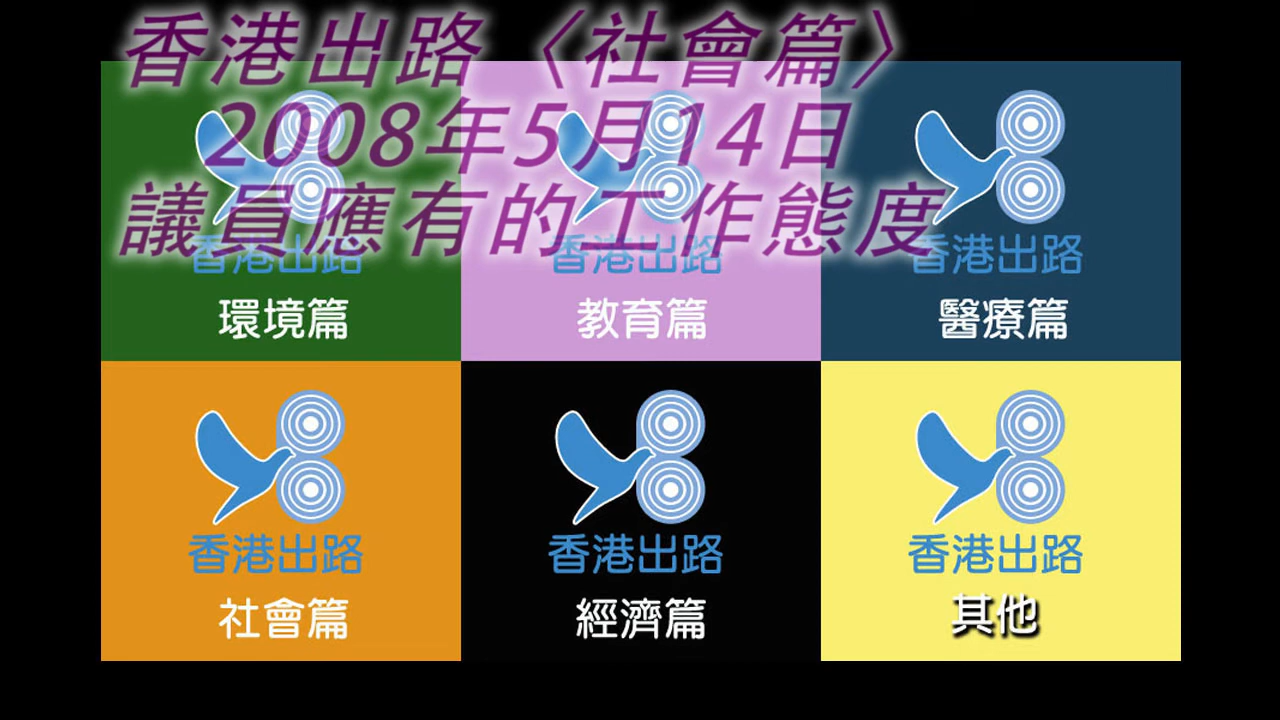 香港出路〈社會篇〉
2008年5月14日
議員應有的工作態度
香港出路
香港出路
香港出路
環境篇
教育篇
醫療篇
香港出路
香港出路
香港出路
社會篇
經濟篇
其他